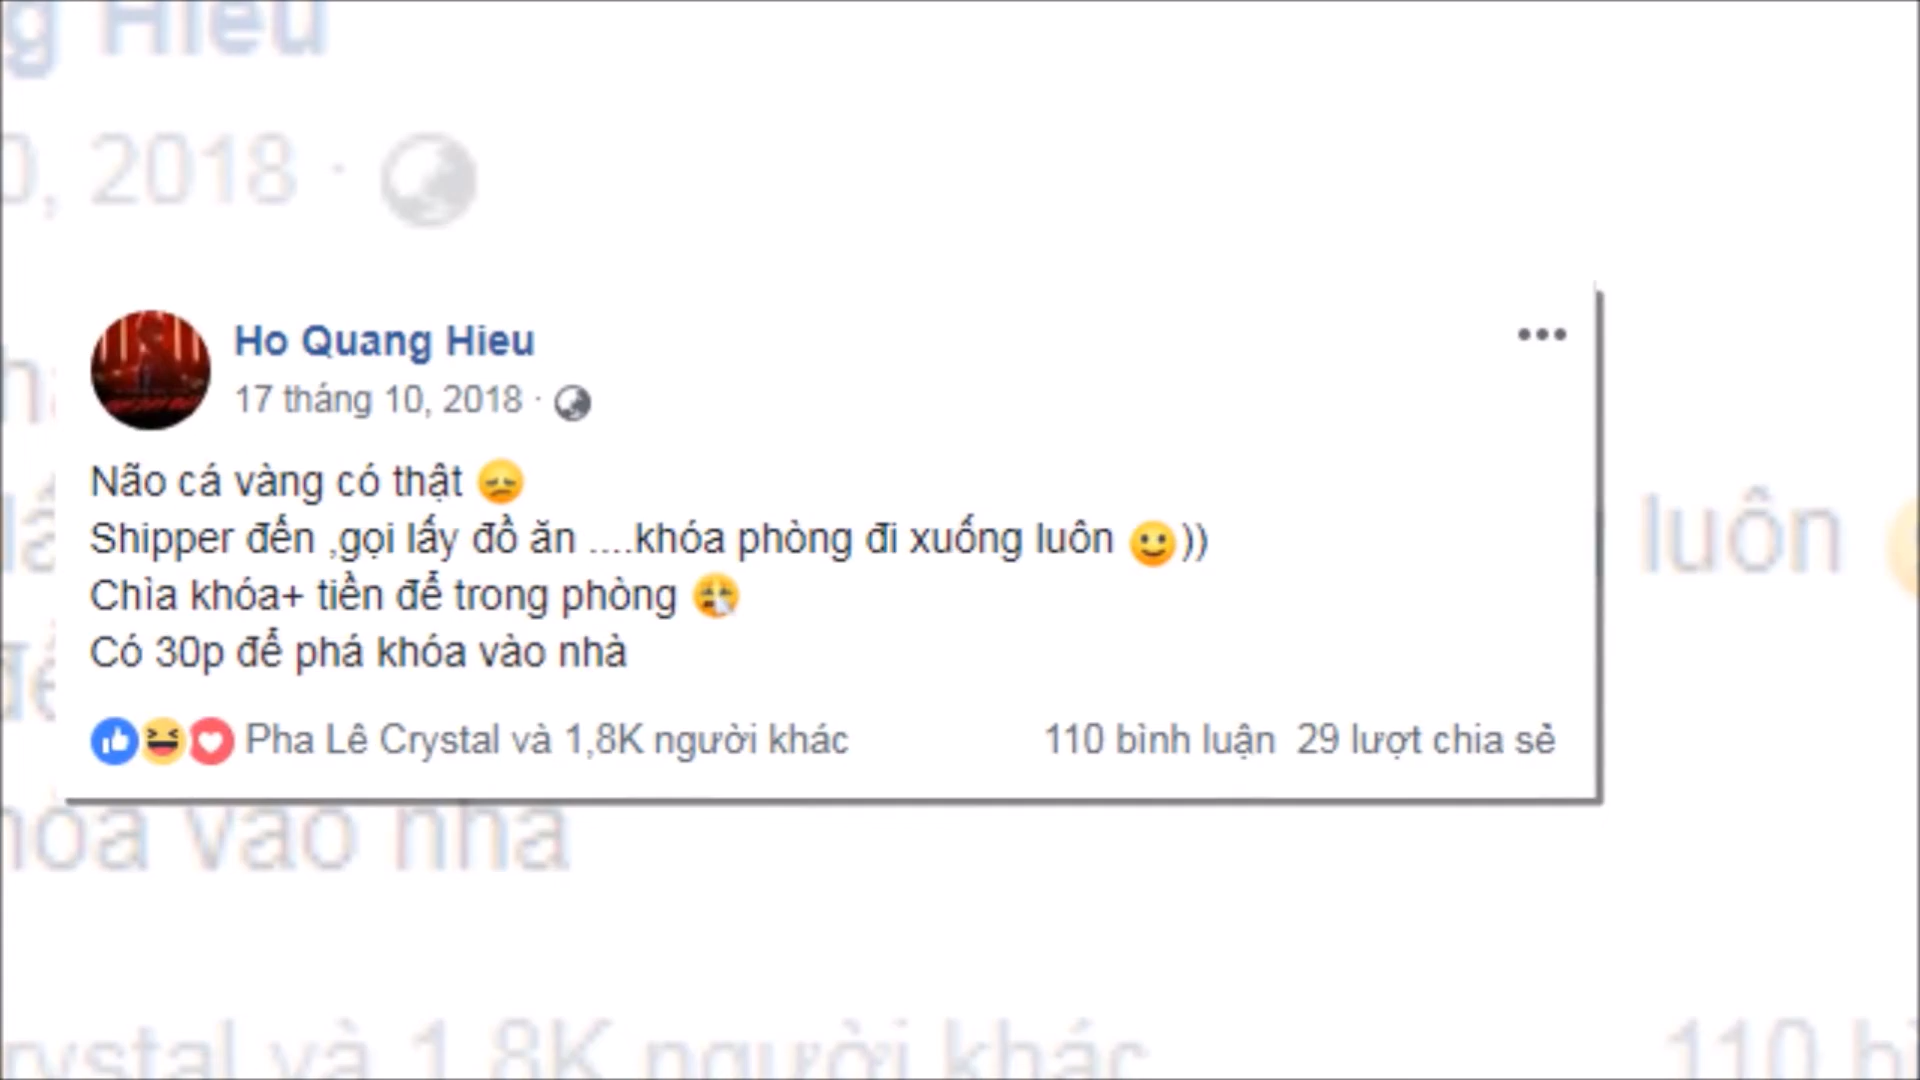 Ho Quang Hieu
17 tháng 10, 2018 ·
Não cá vàng có thật 😞
Shipper đến ,gọi lấy đồ ăn ....khóa phòng đi xuống luôn 🙂))
Chìa khóa+ tiền để trong phòng 😤
Có 30p để phá khóa vào nhà
Pha Lê Crystal và 1,8K người khác 110 bình luận 29 lượt chia sẻ